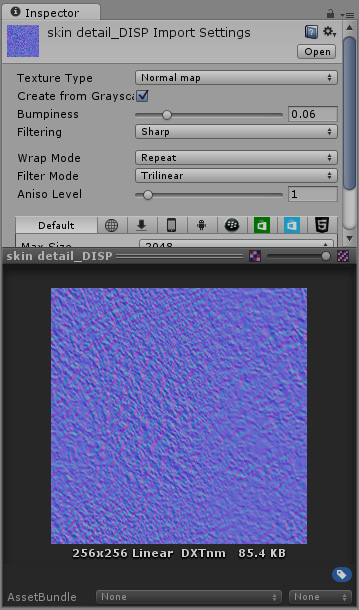 Inspector
skin detail_DISP Import Settings
Open
Texture Type Normal map
Create from Graysca
Bumpiness 0.06
Filtering Sharp
Wrap Mode Repeat
Filter Mode Trilinear
Aniso Level 1
Default
Max Size 2048
skin detail_DISP
256x256 Linear DXTnm 85.4 KB
AssetBundle None None